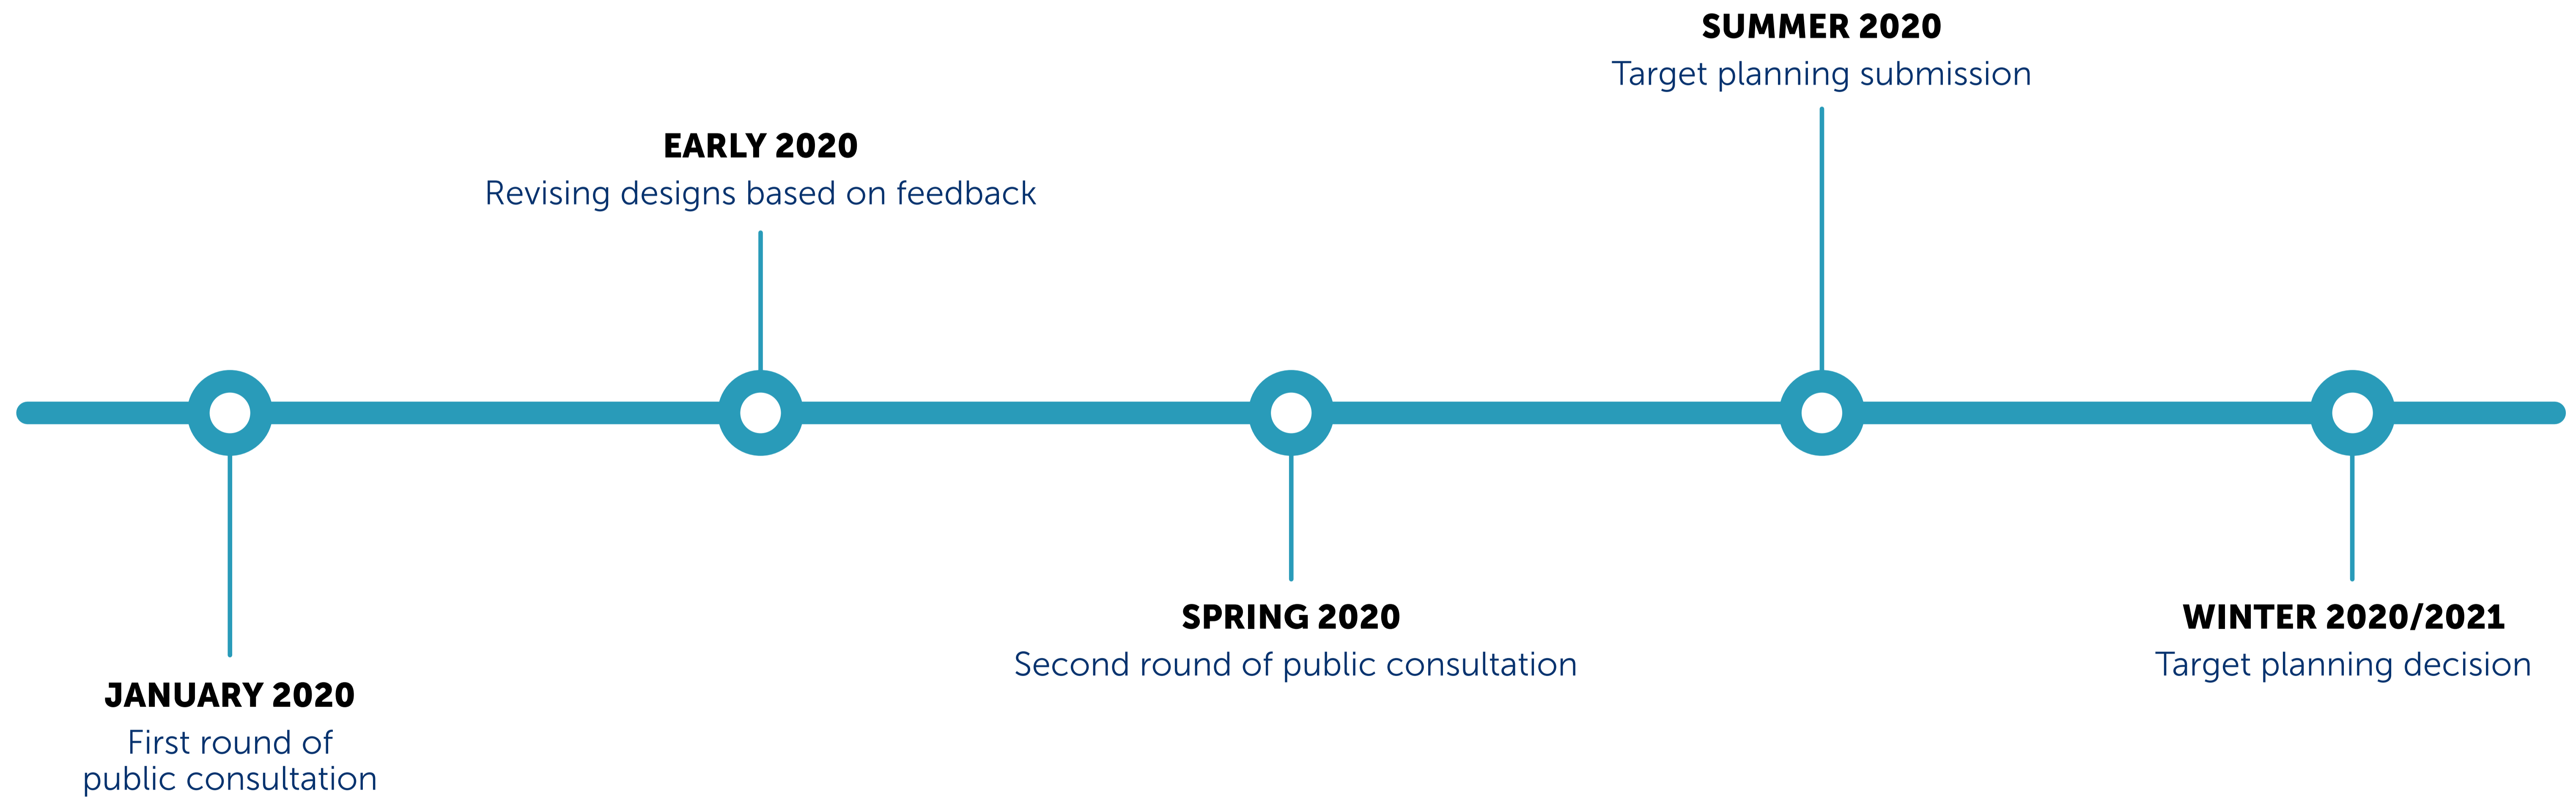 JANUARY 2020
First round of
public consultation
EARLY 2020
Revising designs based on feedback
SPRING 2020
Second round of public consultation
SUMMER 2020
Target planning submission
WINTER 2020/2021
Target planning decision